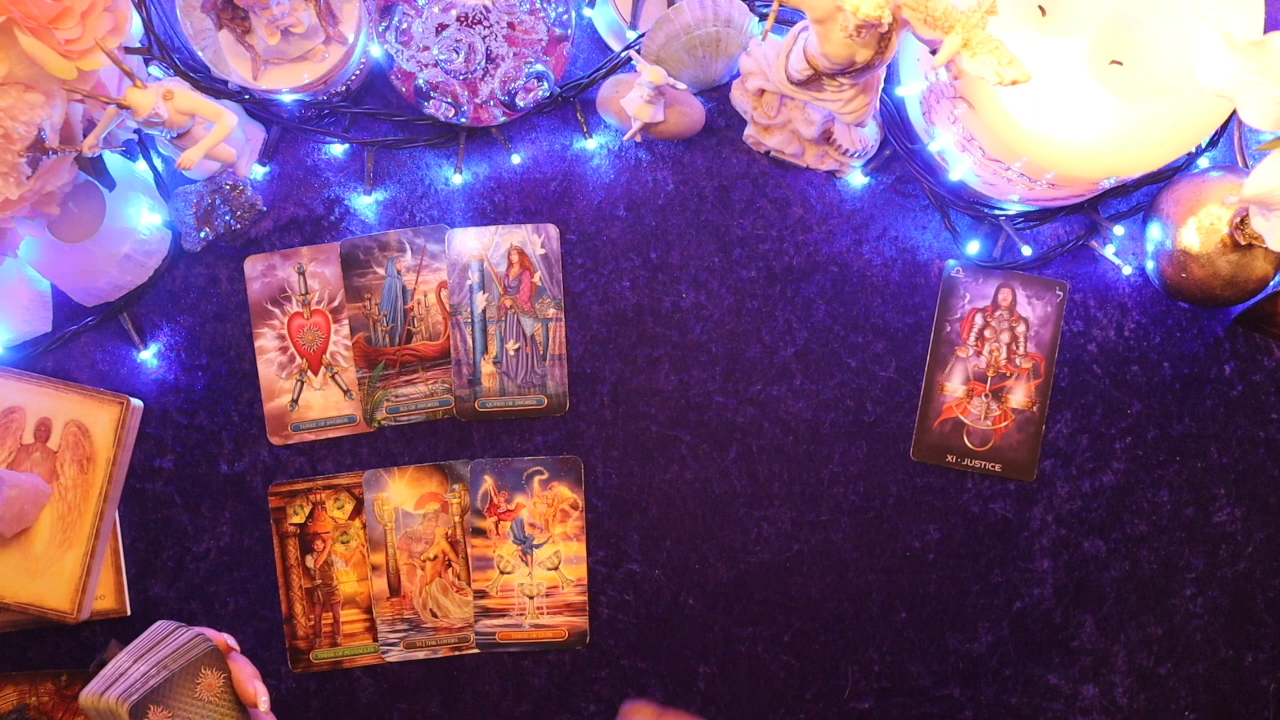 THREE OF SWORDS
SIX OF SWORDS
QUEEN OF SWORDS
XI · JUSTICE
THREE OF PENTACLES
VI | THE LOVERS
THREE OF CUPS